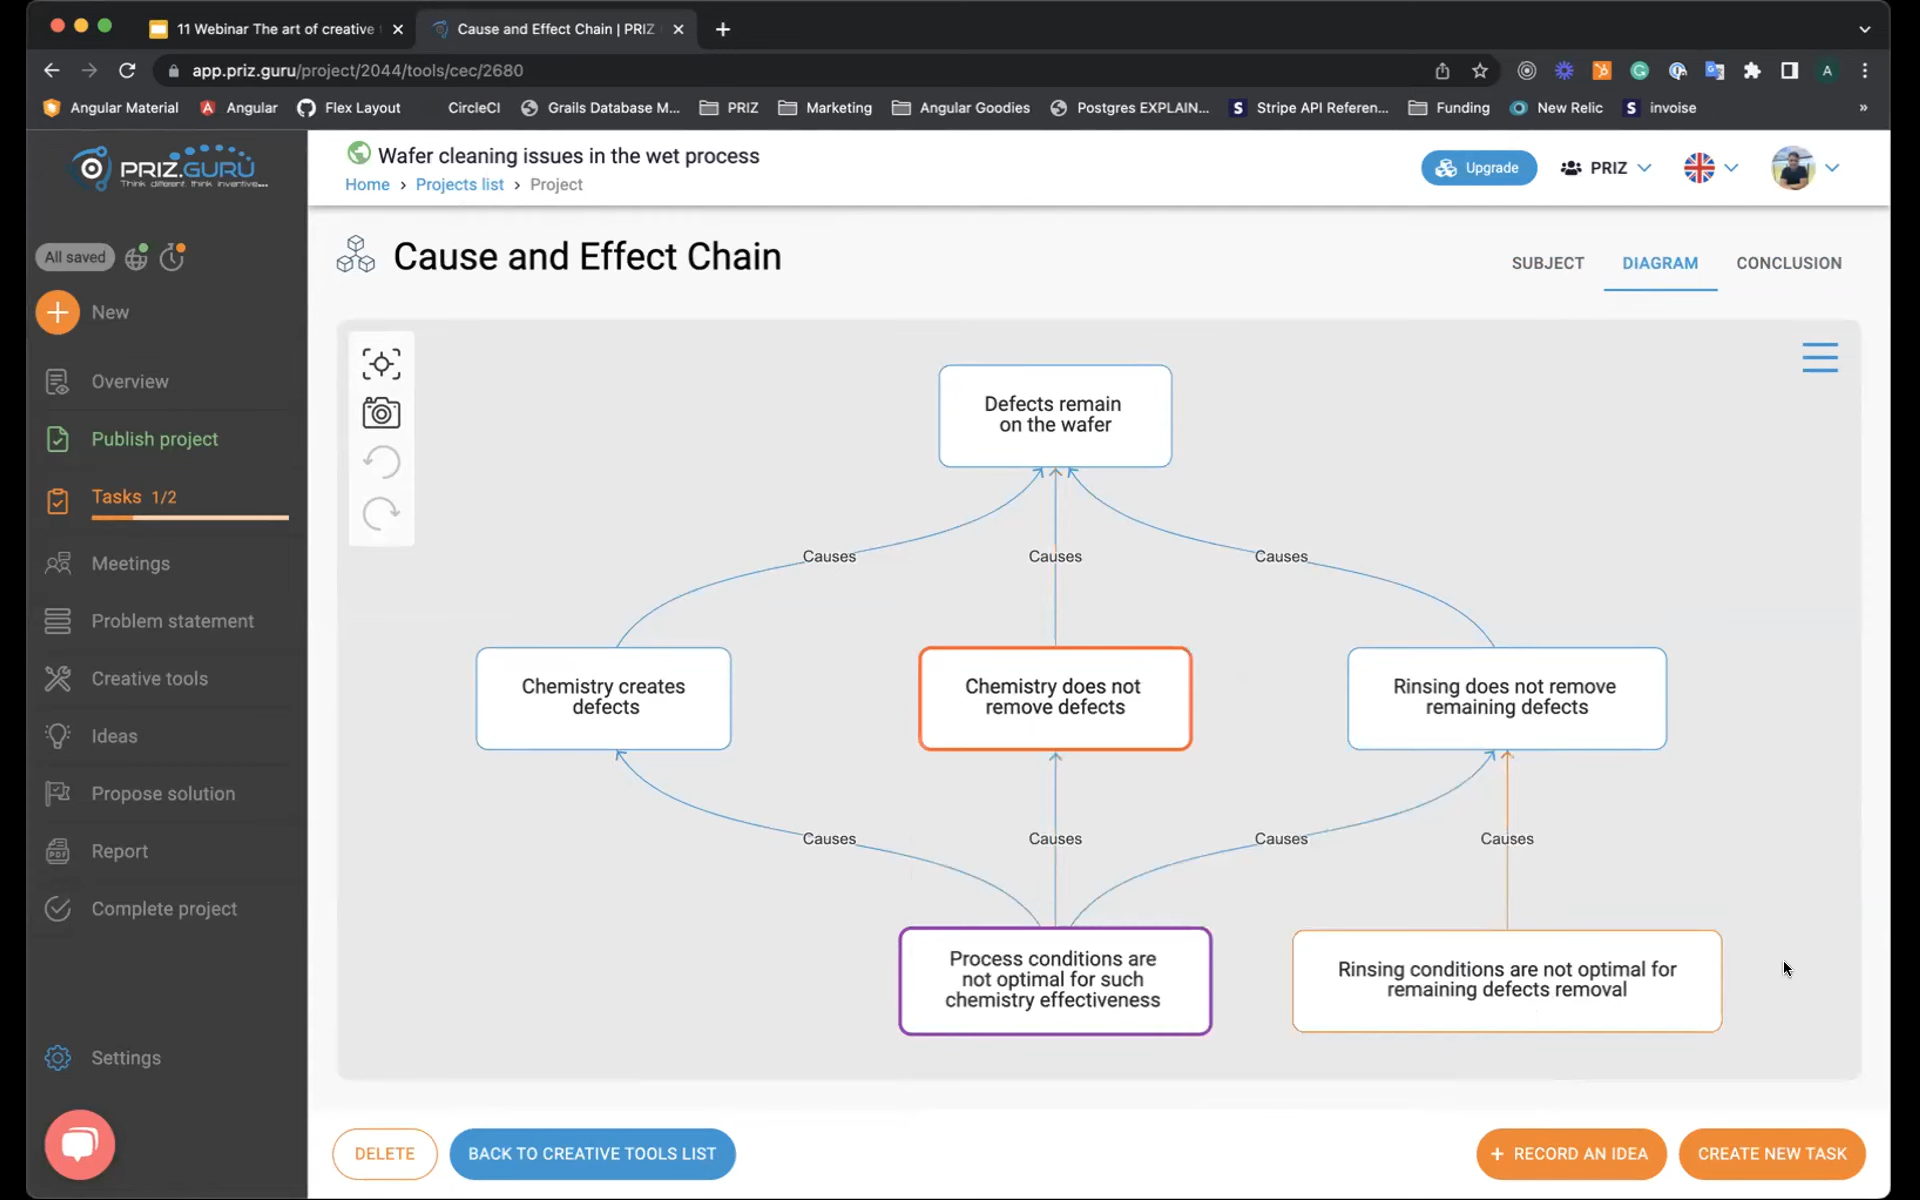 11 Webinar The art of creative
Cause and Effect Chain | PRIZ
app.priz.guru/project/2044/tools/cec/2680
A
Angular Material
Angular
Flex Layout
CircleCI
Grails Database M...
PRIZ
Marketing
Angular Goodies
Postgres EXPLAIN...
S
Stripe API Referen...
Funding
New Relic
S
invoise
»
PRIZ.GURU
Think different, think inventive...
Wafer cleaning issues in the wet process
Home › Projects list › Project
Upgrade
PRIZ
All saved
New
Overview
Publish project
Tasks 1/2
Meetings
Problem statement
Creative tools
Ideas
Propose solution
Report
Complete project
Settings
Cause and Effect Chain
SUBJECT
DIAGRAM
CONCLUSION
Defects remain
on the wafer
Causes
Causes
Causes
Chemistry creates
defects
Chemistry does not
remove defects
Rinsing does not remove
remaining defects
Causes
Causes
Causes
Causes
Process conditions are
not optimal for such
chemistry effectiveness
Rinsing conditions are not optimal for
remaining defects removal
DELETE
BACK TO CREATIVE TOOLS LIST
+ RECORD AN IDEA
CREATE NEW TASK